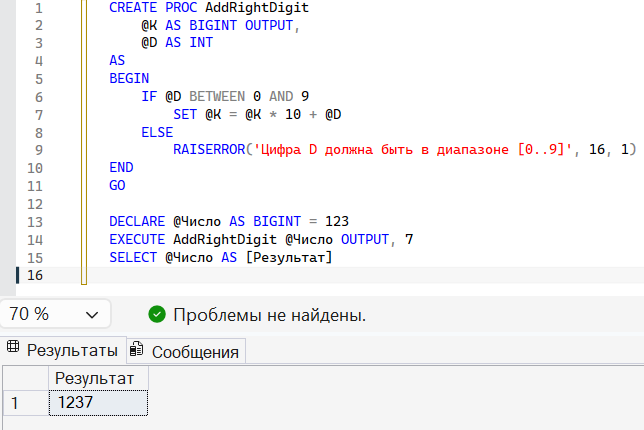 1 CREATE PROC AddRightDigit
2 @K AS BIGINT OUTPUT,
3 @D AS INT
4 AS
5 BEGIN
6 IF @D BETWEEN 0 AND 9
7 SET @K = @K * 10 + @D
8 ELSE
9 RAISERROR('Цифра D должна быть в диапазоне [0..9]', 16, 1)
10 END
11 GO
12
13 DECLARE @Число AS BIGINT = 123
14 EXECUTE AddRightDigit @Число OUTPUT, 7
15 SELECT @Число AS [Результат]
16
70 % Проблемы не найдены.
Результаты Сообщения
Результат
1 1237